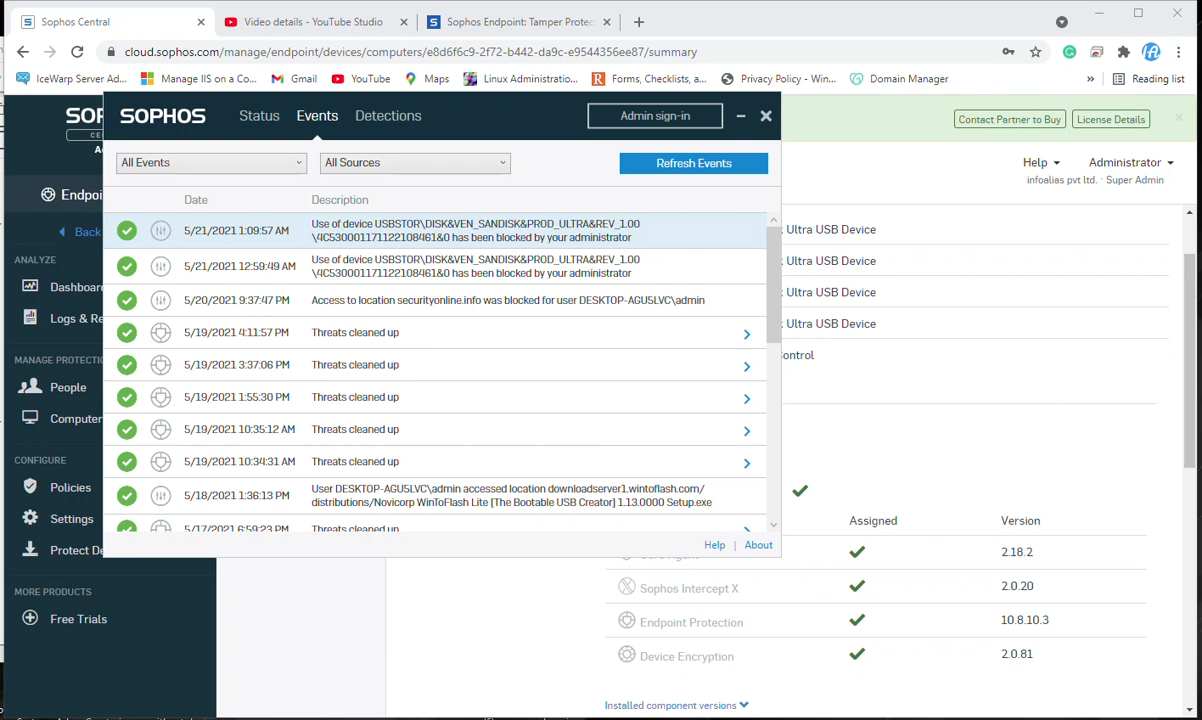 Sophos Central
Video details - YouTube Studio
Sophos Endpoint: Tamper Protec
cloud.sophos.com/manage/endpoint/devices/computers/e8d6f6c9-2f72-b442-da9c-e9544356ee87/summary
IceWarp Server Ad...
Manage IIS on a Co...
Gmail
YouTube
Maps
Linux Administratio...
Forms, Checklists, a...
Privacy Policy - Win...
Domain Manager
Reading list
SOPHOS
Status
Events
Detections
Admin sign-in
Contact Partner to Buy
License Details
All Events
All Sources
Refresh Events
Help
Administrator
infoalias pvt ltd. · Super Admin
Date
Description
5/21/2021 1:09:57 AM
Use of device USBSTOR\DISK&VEN_SANDISK&PROD_ULTRA&REV_1.00
\4C530001171122108461&0 has been blocked by your administrator
5/21/2021 12:59:49 AM
Use of device USBSTOR\DISK&VEN_SANDISK&PROD_ULTRA&REV_1.00
\4C530001171122108461&0 has been blocked by your administrator
5/20/2021 9:37:47 PM
Access to location securityonline.info was blocked for user DESKTOP-AGU5LVC\admin
5/19/2021 4:11:57 PM
Threats cleaned up
5/19/2021 3:37:06 PM
Threats cleaned up
5/19/2021 1:55:30 PM
Threats cleaned up
5/19/2021 10:35:12 AM
Threats cleaned up
5/19/2021 10:34:31 AM
Threats cleaned up
5/18/2021 1:36:13 PM
User DESKTOP-AGU5LVC\admin accessed location downloadserver1.wintoflash.com/
distributions/Novicorp WinToFlash Lite [The Bootable USB Creator] 1.13.0000 Setup.exe
5/17/2021 6:59:23 PM
Threats cleaned up
Help | About
SOP
CE
A
Endpoi
Back
ANALYZE
Dashboar
Logs & Re
MANAGE PROTECTIO
People
Computer
CONFIGURE
Policies
Settings
Protect De
MORE PRODUCTS
Free Trials
Ultra USB Device
Ultra USB Device
Ultra USB Device
Ultra USB Device
ontrol
Assigned
Version
2.18.2
Sophos Intercept X
2.0.20
Endpoint Protection
10.8.10.3
Device Encryption
2.0.81
Installed component versions